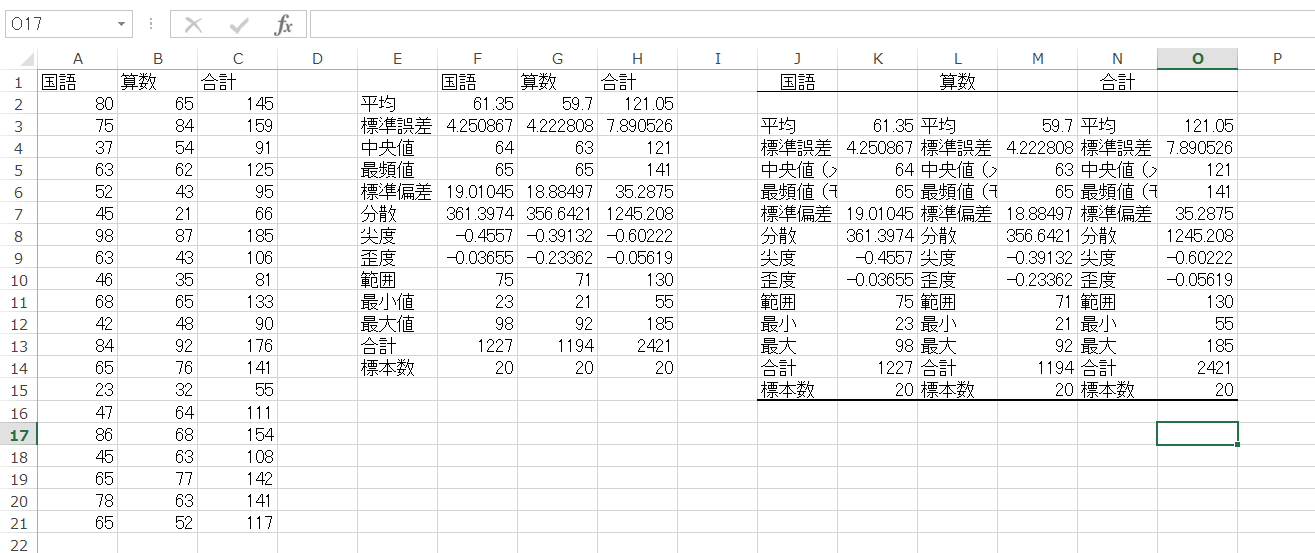 O17 fx
A B C D E F G H I J K L M N O P
1 国語 算数 合計 国語 算数 合計 国語 算数 合計
2 80 65 145 平均 61.35 59.7 121.05
3 75 84 159 標準誤差 4.250867 4.222808 7.890526 平均 61.35 平均 59.7 平均 121.05
4 37 54 91 中央値 64 63 121 標準誤差 4.250867 標準誤差 4.222808 標準誤差 7.890526
5 63 62 125 最頻値 65 65 141 中央値（ 64 中央値（ 63 中央値（ 121
6 52 43 95 標準偏差 19.01045 18.88497 35.2875 最頻値（ 65 最頻値（ 65 最頻値（ 141
7 45 21 66 分散 361.3974 356.6421 1245.208 標準偏差 19.01045 標準偏差 18.88497 標準偏差 35.2875
8 98 87 185 尖度 -0.4557 -0.39132 -0.60222 分散 361.3974 分散 356.6421 分散 1245.208
9 63 43 106 歪度 -0.03655 -0.23362 -0.05619 尖度 -0.4557 尖度 -0.39132 尖度 -0.60222
10 46 35 81 範囲 75 71 130 歪度 -0.03655 歪度 -0.23362 歪度 -0.05619
11 68 65 133 最小値 23 21 55 範囲 75 範囲 71 範囲 130
12 42 48 90 最大値 98 92 185 最小 23 最小 21 最小 55
13 84 92 176 合計 1227 1194 2421 最大 98 最大 92 最大 185
14 65 76 141 標本数 20 20 20 合計 1227 合計 1194 合計 2421
15 23 32 55 標本数 20 標本数 20 標本数 20
16 47 64 111
17 86 68 154
18 45 63 108
19 65 77 142
20 78 63 141
21 65 52 117
22